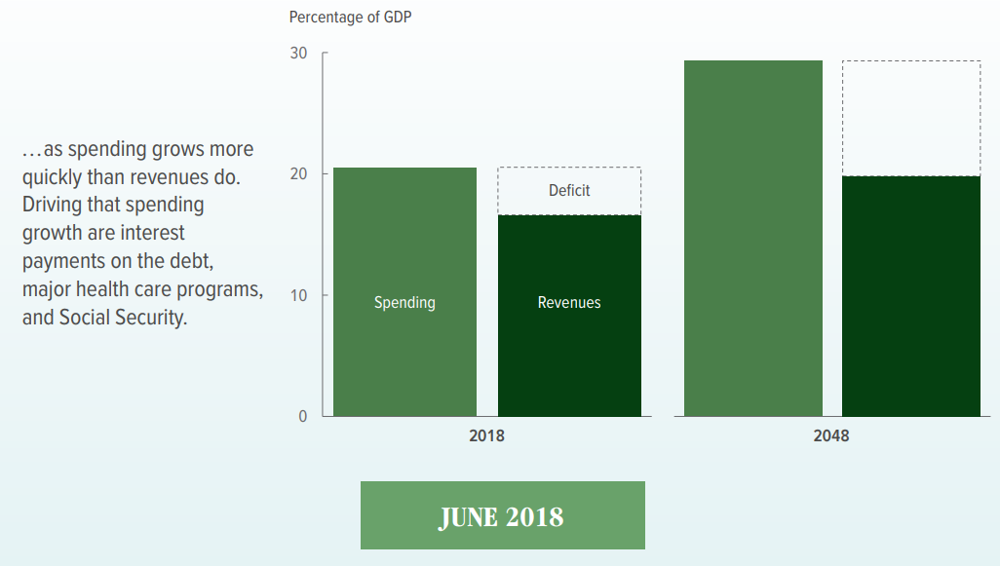 Percentage of GDP
30
20
10
0
…as spending grows more
quickly than revenues do.
Driving that spending
growth are interest
payments on the debt,
major health care programs,
and Social Security.
Deficit
Spending
Revenues
2018
2048
JUNE 2018